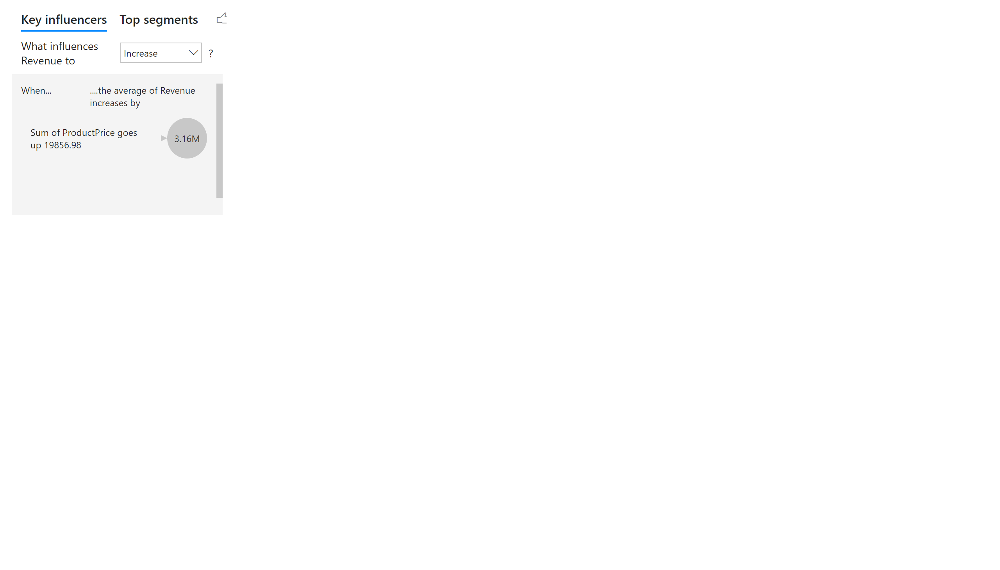 Key influencers Top segments
What influences
Revenue to
Increase ?
When... ....the average of Revenue
increases by
Sum of ProductPrice goes
up 19856.98
3.16M